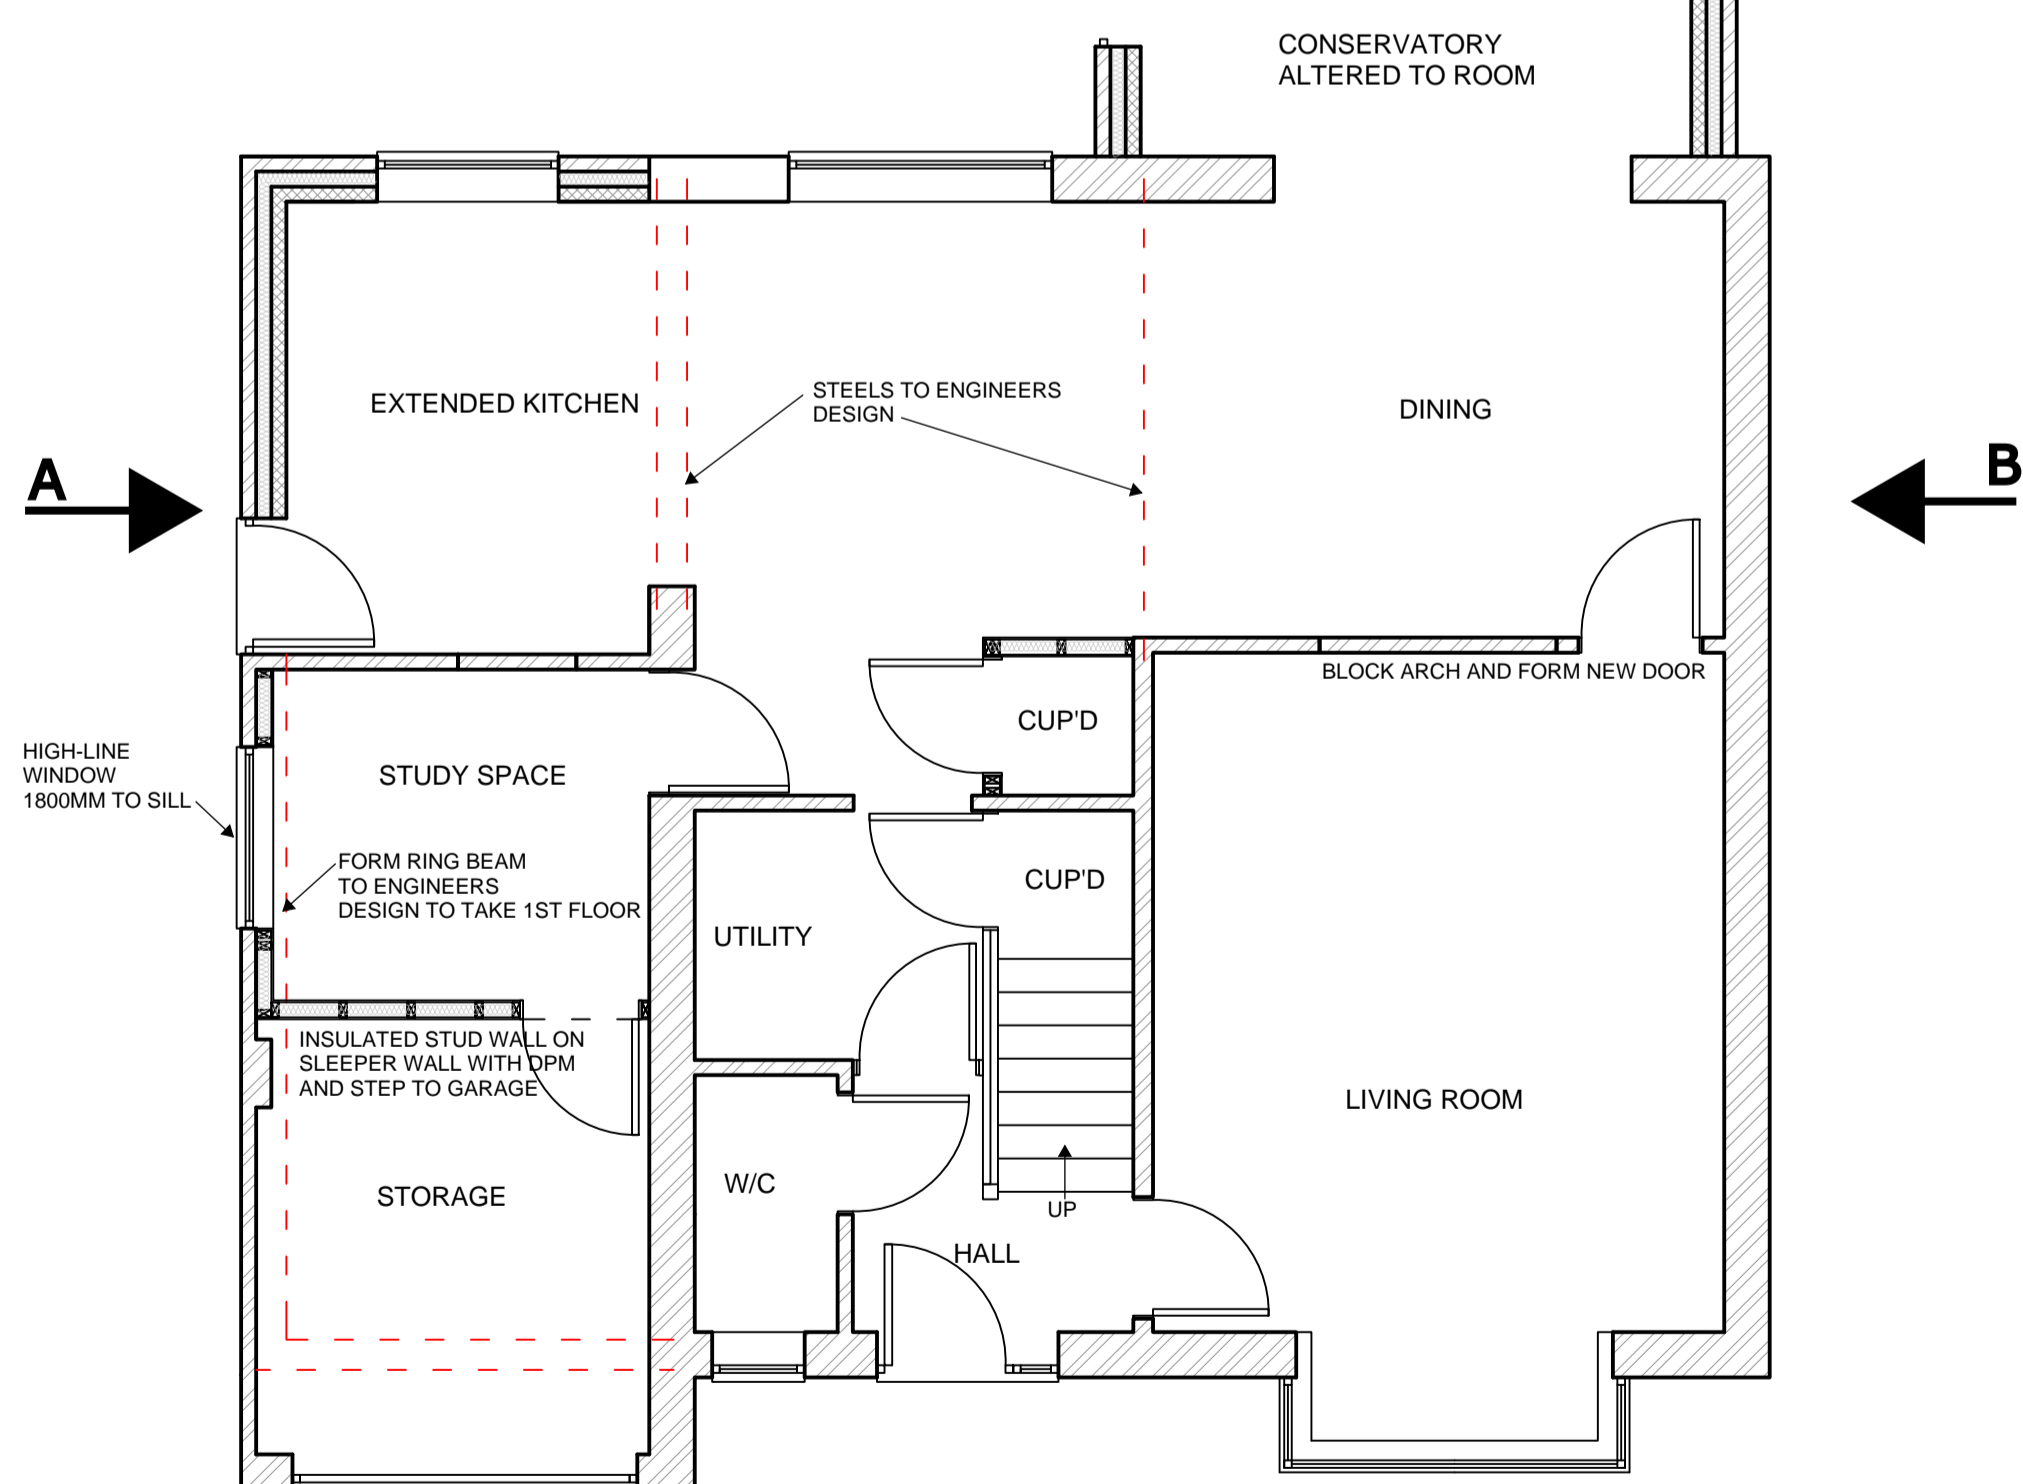 CONSERVATORY
ALTERED TO ROOM
EXTENDED KITCHEN
STEELS TO ENGINEERS
DESIGN
DINING
A
B
BLOCK ARCH AND FORM NEW DOOR
CUP'D
HIGH-LINE
WINDOW
1800MM TO SILL
STUDY SPACE
FORM RING BEAM
TO ENGINEERS
DESIGN TO TAKE 1ST FLOOR
CUP'D
UTILITY
INSULATED STUD WALL ON
SLEEPER WALL WITH DPM
AND STEP TO GARAGE
LIVING ROOM
STORAGE
W/C
UP
HALL